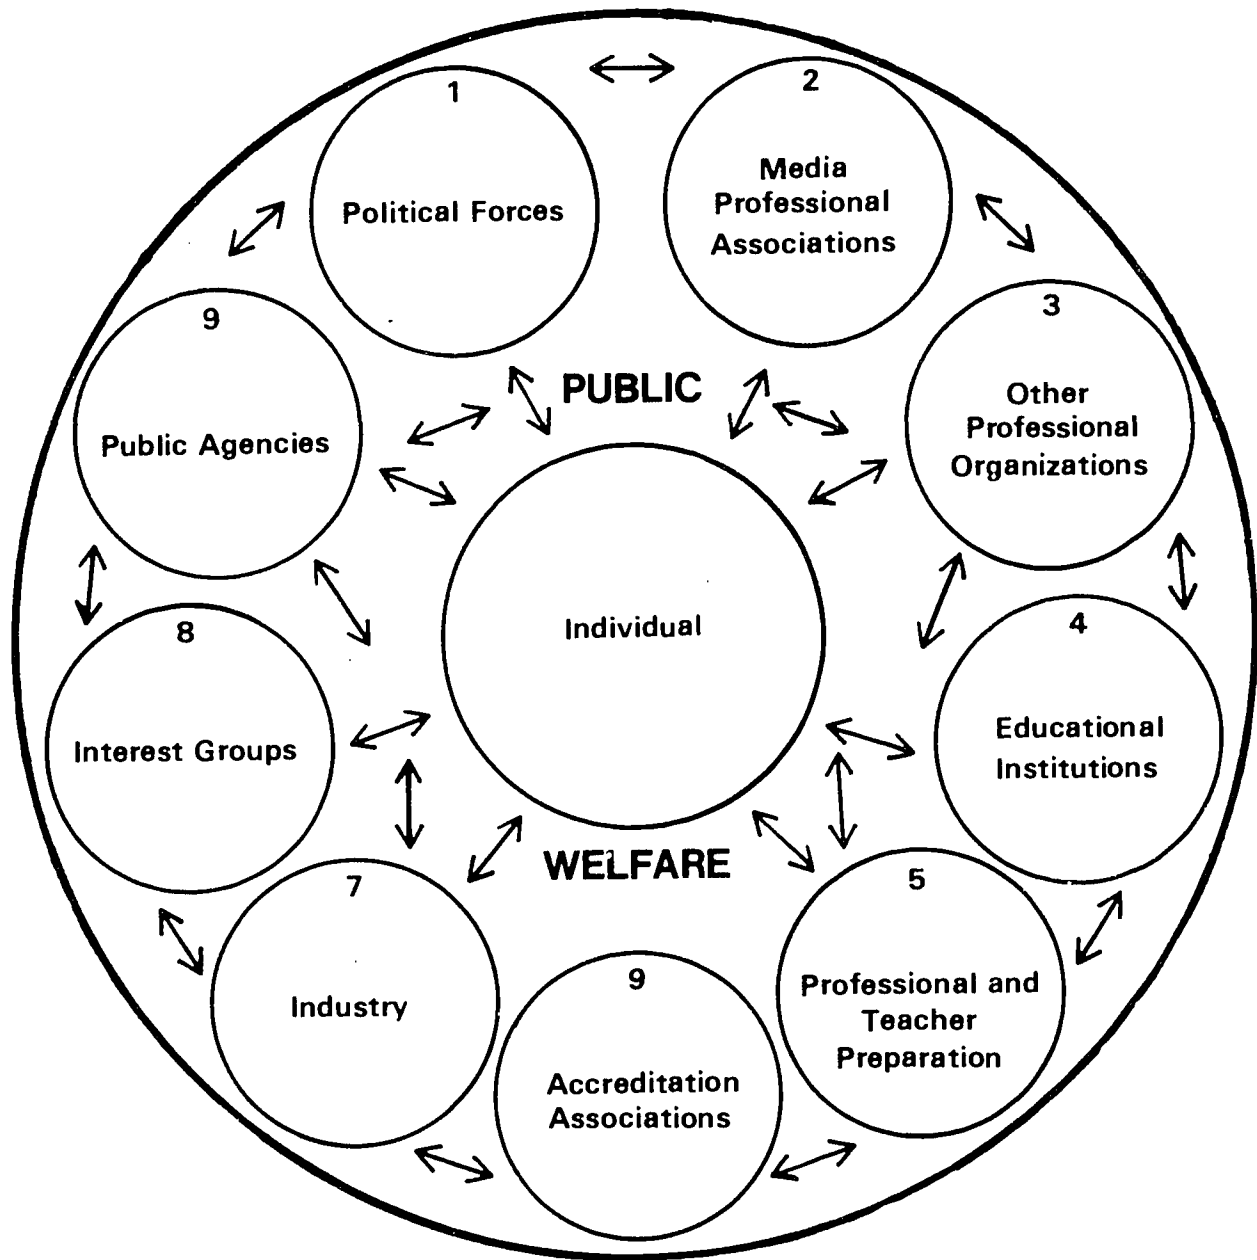 1
Political Forces
2
Media
Professional
Associations
3
Other
Professional
Organizations
9
Public Agencies
PUBLIC
Individual
4
Educational
Institutions
8
Interest Groups
WELFARE
5
Professional and
Teacher
Preparation
7
Industry
9
Accreditation
Associations